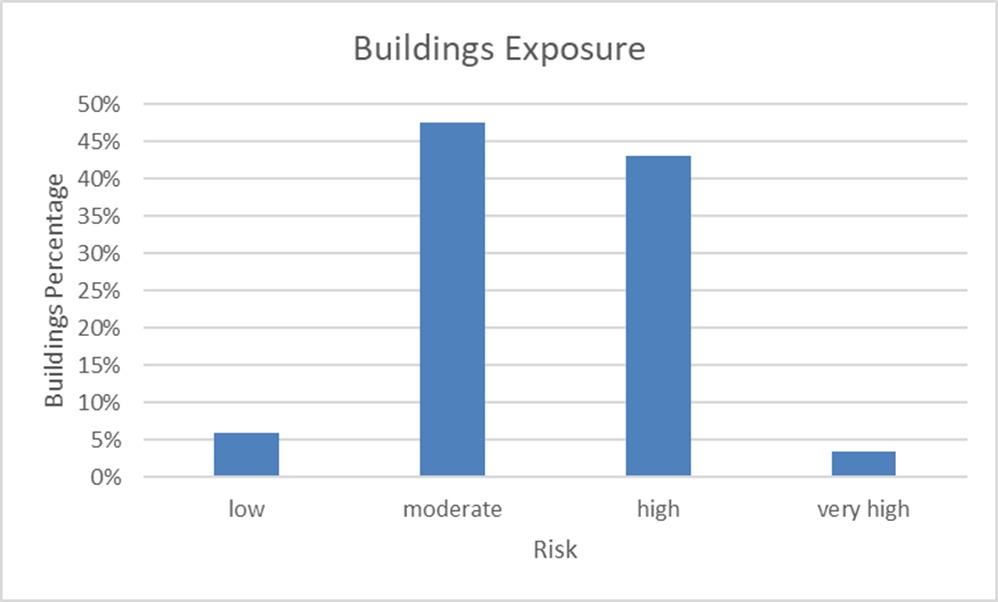 Buildings Exposure
50%
45%
40%
35%
30%
25%
20%
15%
10%
5%
0%
Buildings Percentage
low moderate high very high
Risk